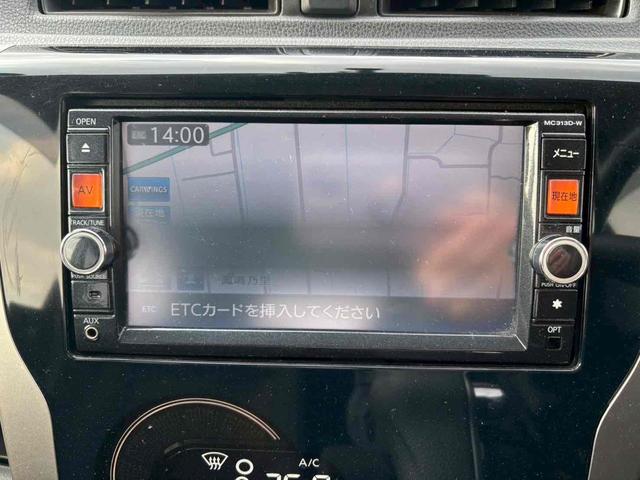 OPEN
MC313D-W
14:00
メニュー
AV
CARWINGS
現在地
現在地
TRACK/TUNE
音量
PUSH SOURCE
PUSH ON/OFF
ETC ETCカードを挿入してください
AUX
OPT
A/C